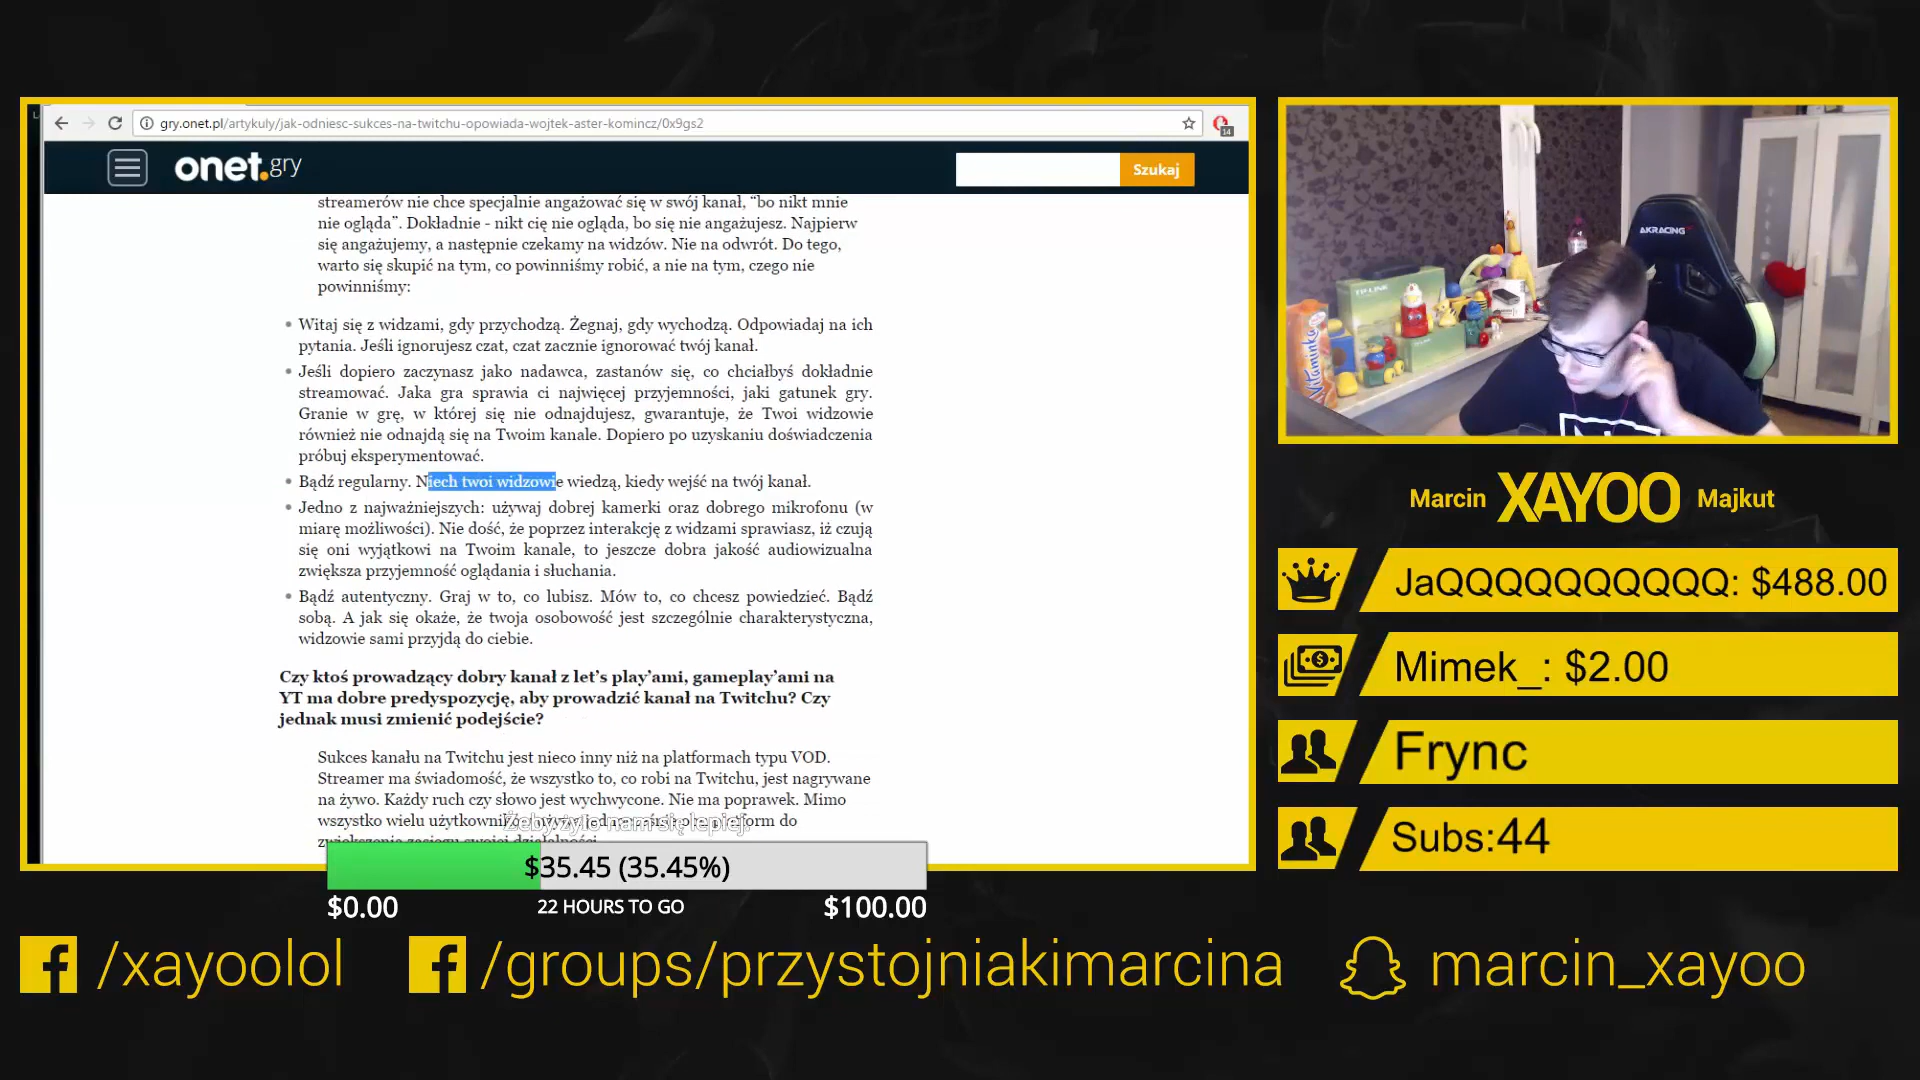 gry.onet.pl/artykuly/jak-odniesc-sukces-na-twitchu-opowiada-wojtek-aster-komincz/0x9gs2
14
onet.gry
Szukaj
streamerów nie chce specjalnie angażować się w swój kanał, “bo nikt mnie
nie ogląda”. Dokładnie - nikt cię nie ogląda, bo się nie angażujesz. Najpierw
się angażujemy, a następnie czekamy na widzów. Nie na odwrót. Do tego,
warto się skupić na tym, co powinniśmy robić, a nie na tym, czego nie
powinniśmy:
Witaj się z widzami, gdy przychodzą. Żegnaj, gdy wychodzą. Odpowiadaj na ich
pytania. Jeśli ignorujesz czat, czat zacznie ignorować twój kanał.
Jeśli dopiero zaczynasz jako nadawca, zastanów się, co chciałbyś dokładnie
streamować. Jaka gra sprawia ci najwięcej przyjemności, jaki gatunek gry.
Granie w grę, w której się nie odnajdujesz, gwarantuje, że Twoi widzowie
również nie odnajdą się na Twoim kanale. Dopiero po uzyskaniu doświadczenia
próbuj eksperymentować.
Bądź regularny. Niech twoi widzowie wiedzą, kiedy wejść na twój kanał.
Jedno z najważniejszych: używaj dobrej kamerki oraz dobrego mikrofonu (w
miarę możliwości). Nie dość, że poprzez interakcję z widzami sprawiasz, iż czują
się oni wyjątkowi na Twoim kanale, to jeszcze dobra jakość audiowizualna
zwiększa przyjemność oglądania i słuchania.
Bądź autentyczny. Graj w to, co lubisz. Mów to, co chcesz powiedzieć. Bądź
sobą. A jak się okaże, że twoja osobowość jest szczególnie charakterystyczna,
widzowie sami przyjdą do ciebie.
Czy ktoś prowadzący dobry kanał z let’s play’ami, gameplay’ami na
YT ma dobre predyspozycję, aby prowadzić kanał na Twitchu? Czy
jednak musi zmienić podejście?
Sukces kanału na Twitchu jest nieco inny niż na platformach typu VOD.
Streamer ma świadomość, że wszystko to, co robi na Twitchu, jest nagrywane
na żywo. Każdy ruch czy słowo jest wychwycone. Nie ma poprawek. Mimo
wszystko wielu do
Żeby żyło nam się lepiej.
$35.45 (35.45%)
$0.00
22 HOURS TO GO
$100.00
AKRACING
TP-LINK
Vitaminka
Marcin XAYOO Majkut
JaQQQQQQQQQQ: $488.00
Mimek_: $2.00
Frync
Subs:44
/xayoolol
/groups/przystojniakimarcina
marcin_xayoo